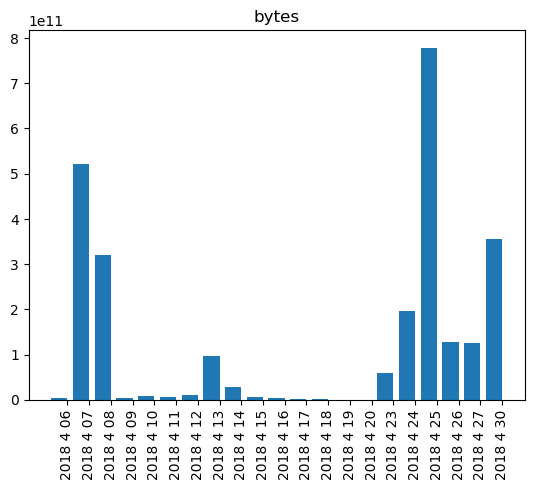 bytes
1e11
8
7
6
5
4
3
2
1
0
2018 4 06
2018 4 07
2018 4 08
2018 4 09
2018 4 10
2018 4 11
2018 4 12
2018 4 13
2018 4 14
2018 4 15
2018 4 16
2018 4 17
2018 4 18
2018 4 19
2018 4 20
2018 4 23
2018 4 24
2018 4 25
2018 4 26
2018 4 27
2018 4 30